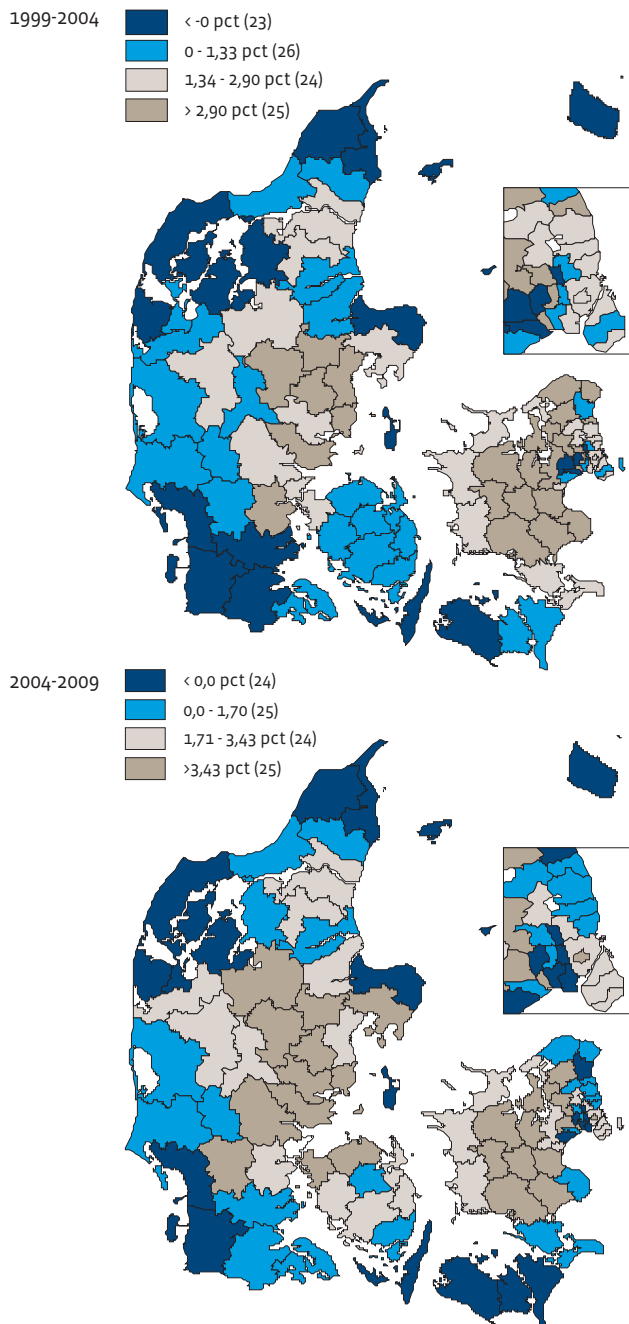 1999-2004
< -0 pct (23)
0 - 1,33 pct (26)
1,34 - 2,90 pct (24)
> 2,90 pct (25)
2004-2009
< 0,0 pct (24)
0,0 - 1,70 (25)
1,71 - 3,43 pct (24)
>3,43 pct (25)